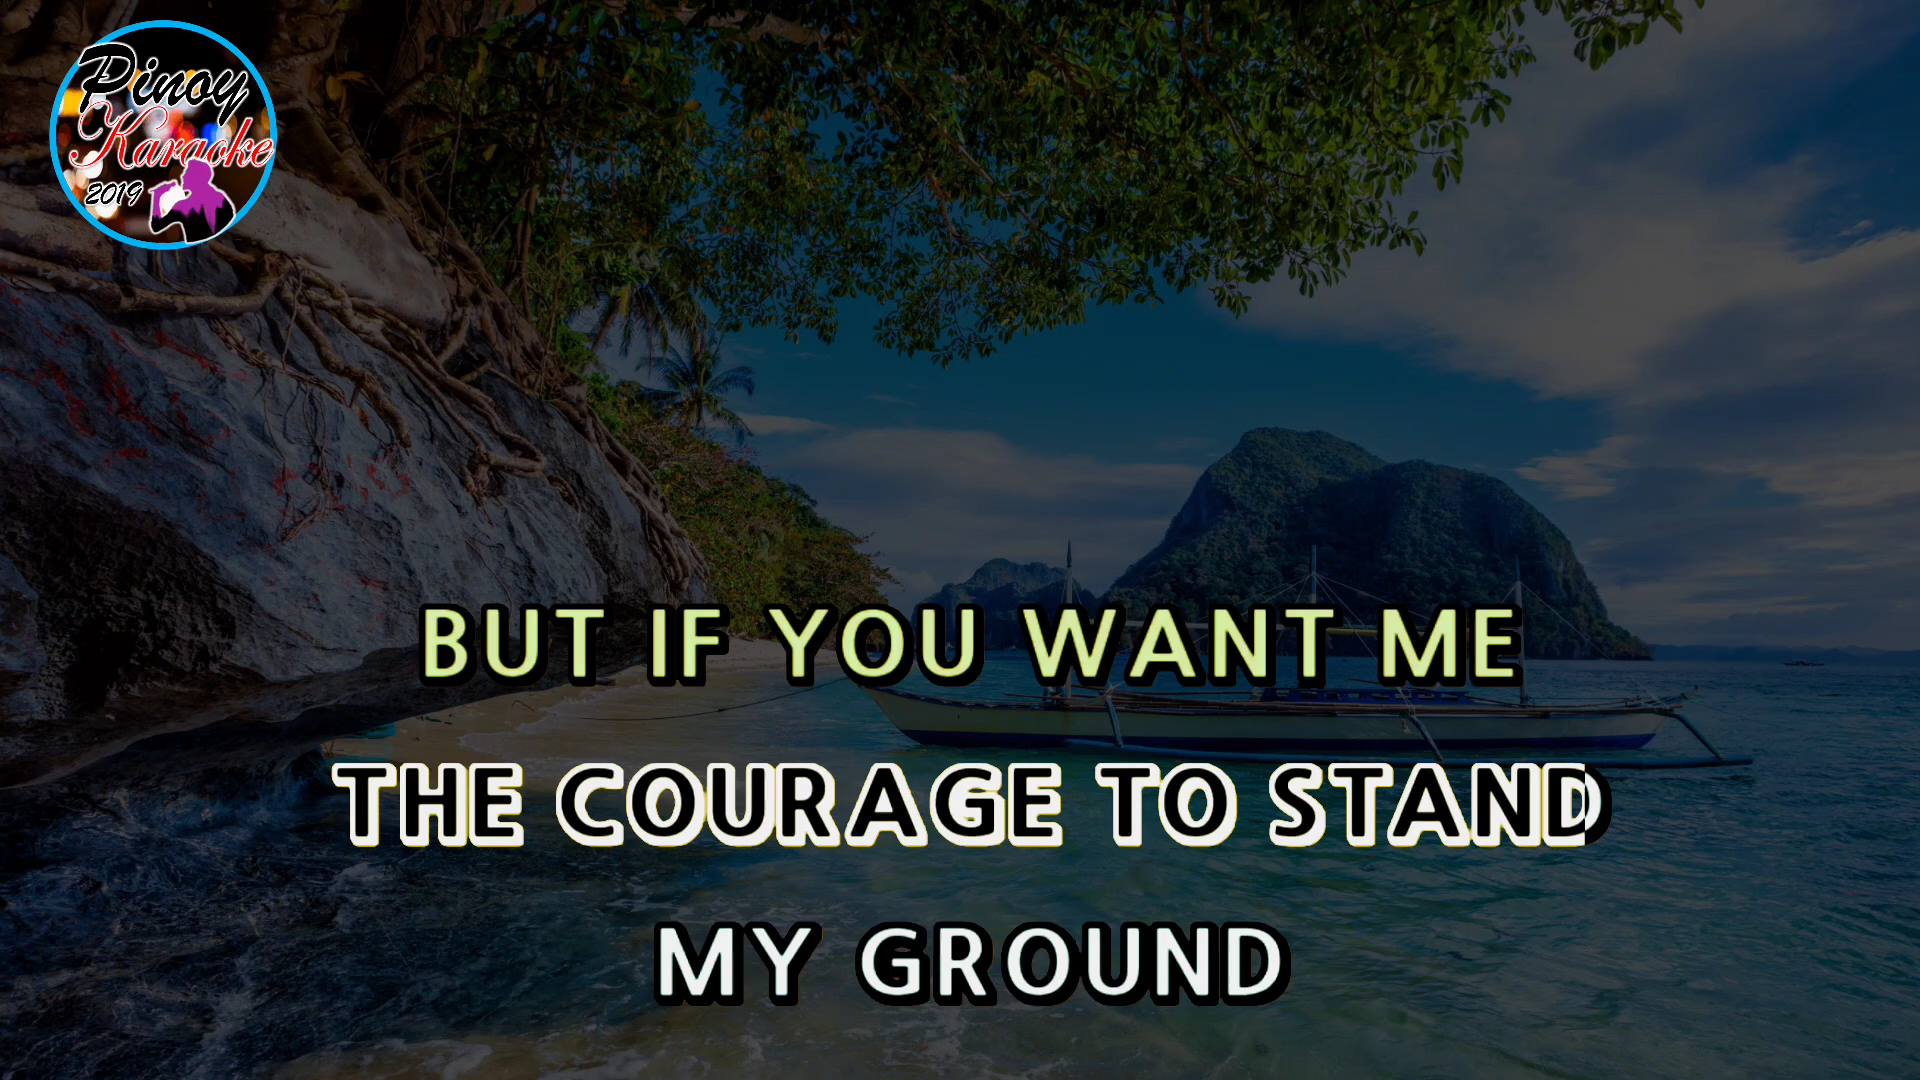 Pinoy
Karaoke
2019
BUT IF YOU WANT ME
THE COURAGE TO STAND
MY GROUND